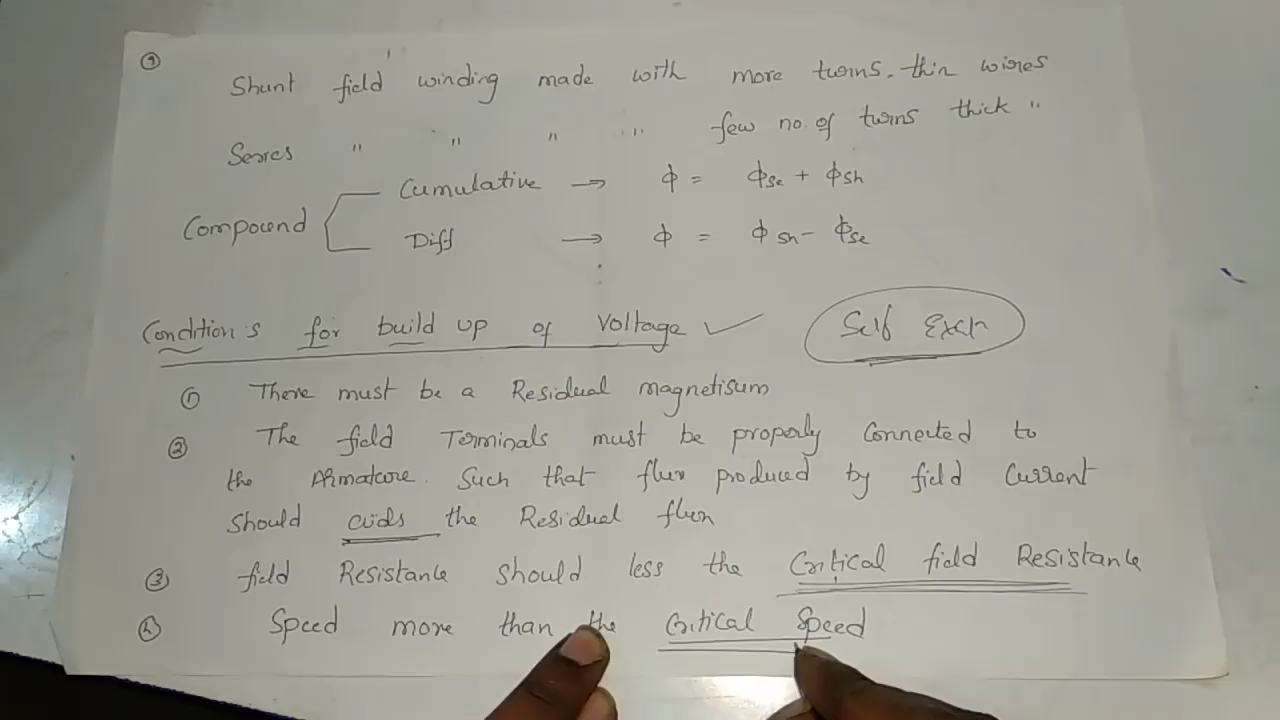 ⑨
Shunt field winding made with more turns. thin wires
Series " " " " few no. of turns thick "
Compound Cumulative → ϕ = ϕse + ϕsh
Diff → ϕ = ϕsh - ϕse
Condition's for build up of Voltage ✓ Self Excn
① There must be a Residual magnetisum
② The field Terminals must be properly Connected to
the Armature. Such that flux produced by field Current
Should aids the Residual flux
③ field Resistance should less the Critical field Resistance
④ Speed more than the Critical Speed